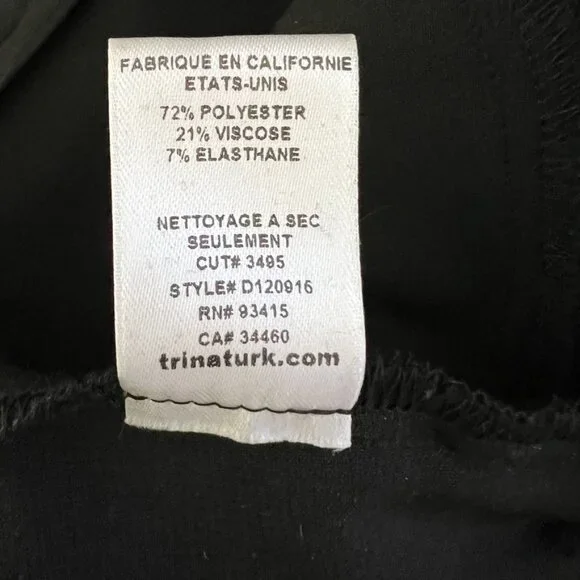 FABRIQUE EN CALIFORNIE
ETATS-UNIS
72% POLYESTER
21% VISCOSE
7% ELASTHANE
NETTOYAGE A SEC
SEULEMENT
CUT# 3495
STYLE# D120916
RN# 93415
CA# 34460
trinaturk.com